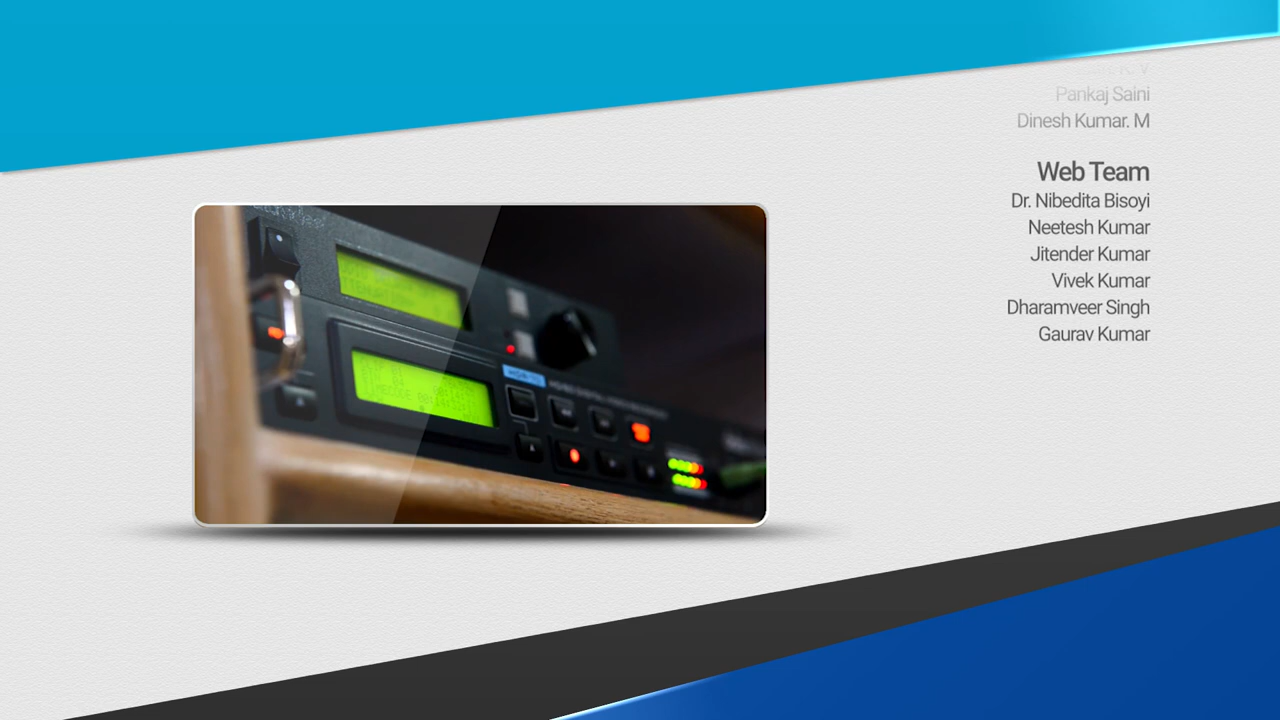 Pankaj Saini
Dinesh Kumar. M
Web Team
Dr. Nibedita Bisoyi
Neetesh Kumar
Jitender Kumar
Vivek Kumar
Dharamveer Singh
Gaurav Kumar